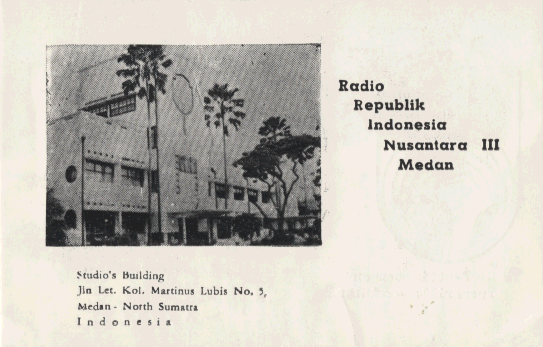 Radio
Republik
Indonesia
Nusantara III
Medan
Studio's Building
Jln Let. Kol. Martinus Lubis No. 5,
Medan - North Sumatra
Indonesia